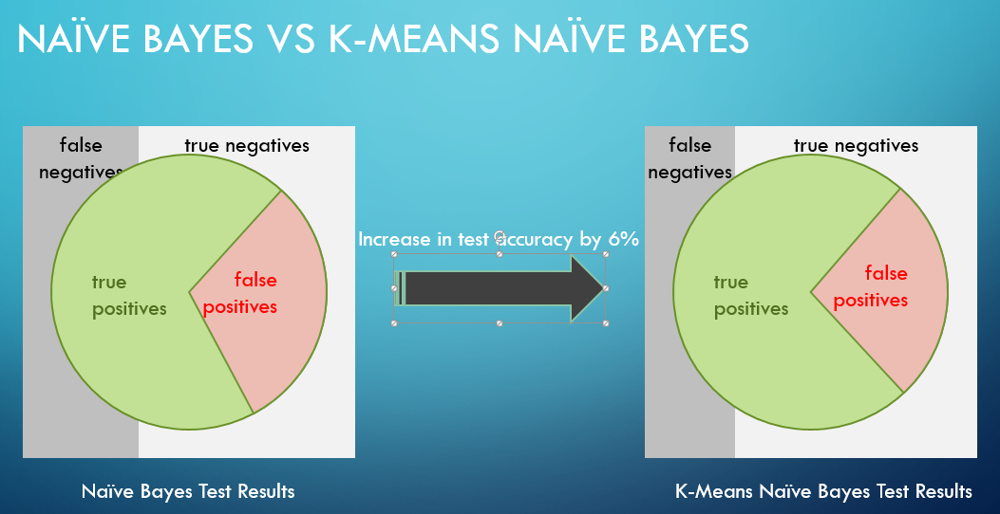 NAÏVE BAYES VS K-MEANS NAÏVE BAYES
false
negatives
true negatives
true
positives
false
positives
Naïve Bayes Test Results
Increase in test accuracy by 6%
false
negatives
true negatives
true
positives
false
positives
K-Means Naïve Bayes Test Results